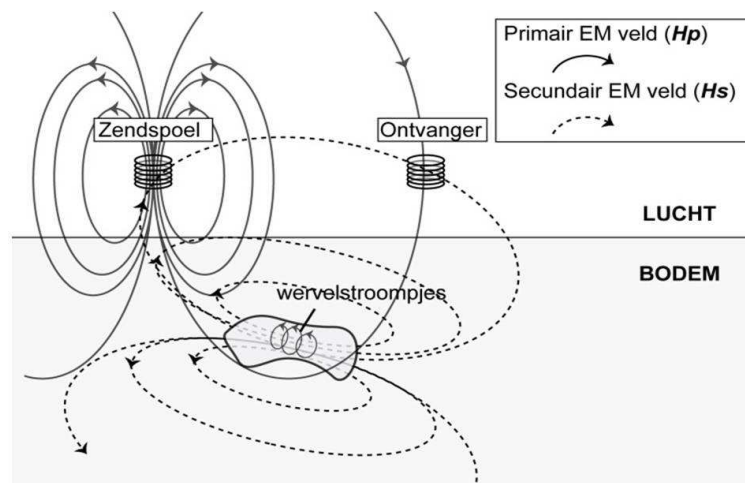 Primair EM veld (Hp)
Secundair EM veld (Hs)
Zendspoel
Ontvanger
LUCHT
BODEM
wervelstroompjes